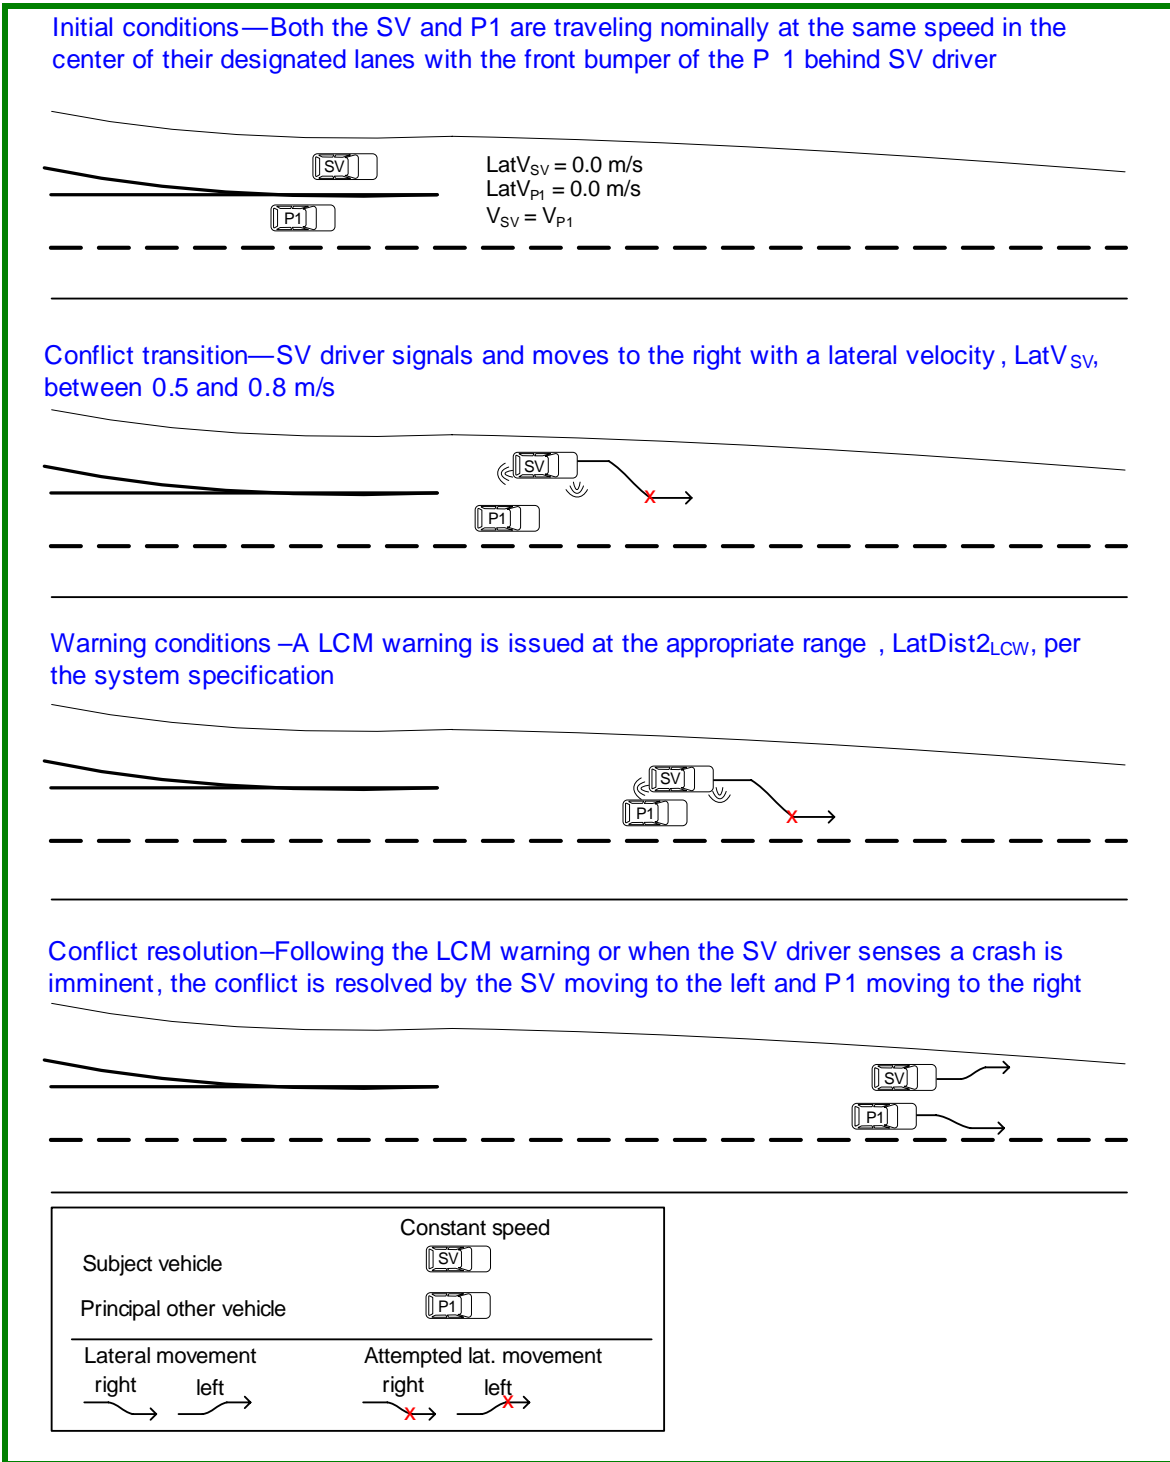 Initial conditions—Both the SV and P1 are traveling nominally at the same speed in the
center of their designated lanes with the front bumper of the P 1 behind SV driver
SV
LatVSV = 0.0 m/s
LatVP1 = 0.0 m/s
VSV = VP1
P1
Conflict transition—SV driver signals and moves to the right with a lateral velocity, LatVSV,
between 0.5 and 0.8 m/s
SV
X
P1
Warning conditions –A LCM warning is issued at the appropriate range , LatDist2LCW, per
the system specification
SV
P1
X
Conflict resolution–Following the LCM warning or when the SV driver senses a crash is
imminent, the conflict is resolved by the SV moving to the left and P1 moving to the right
SV
P1
Constant speed
Subject vehicle
SV
Principal other vehicle
P1
Lateral movement
Attempted lat. movement
right left
right left
X X